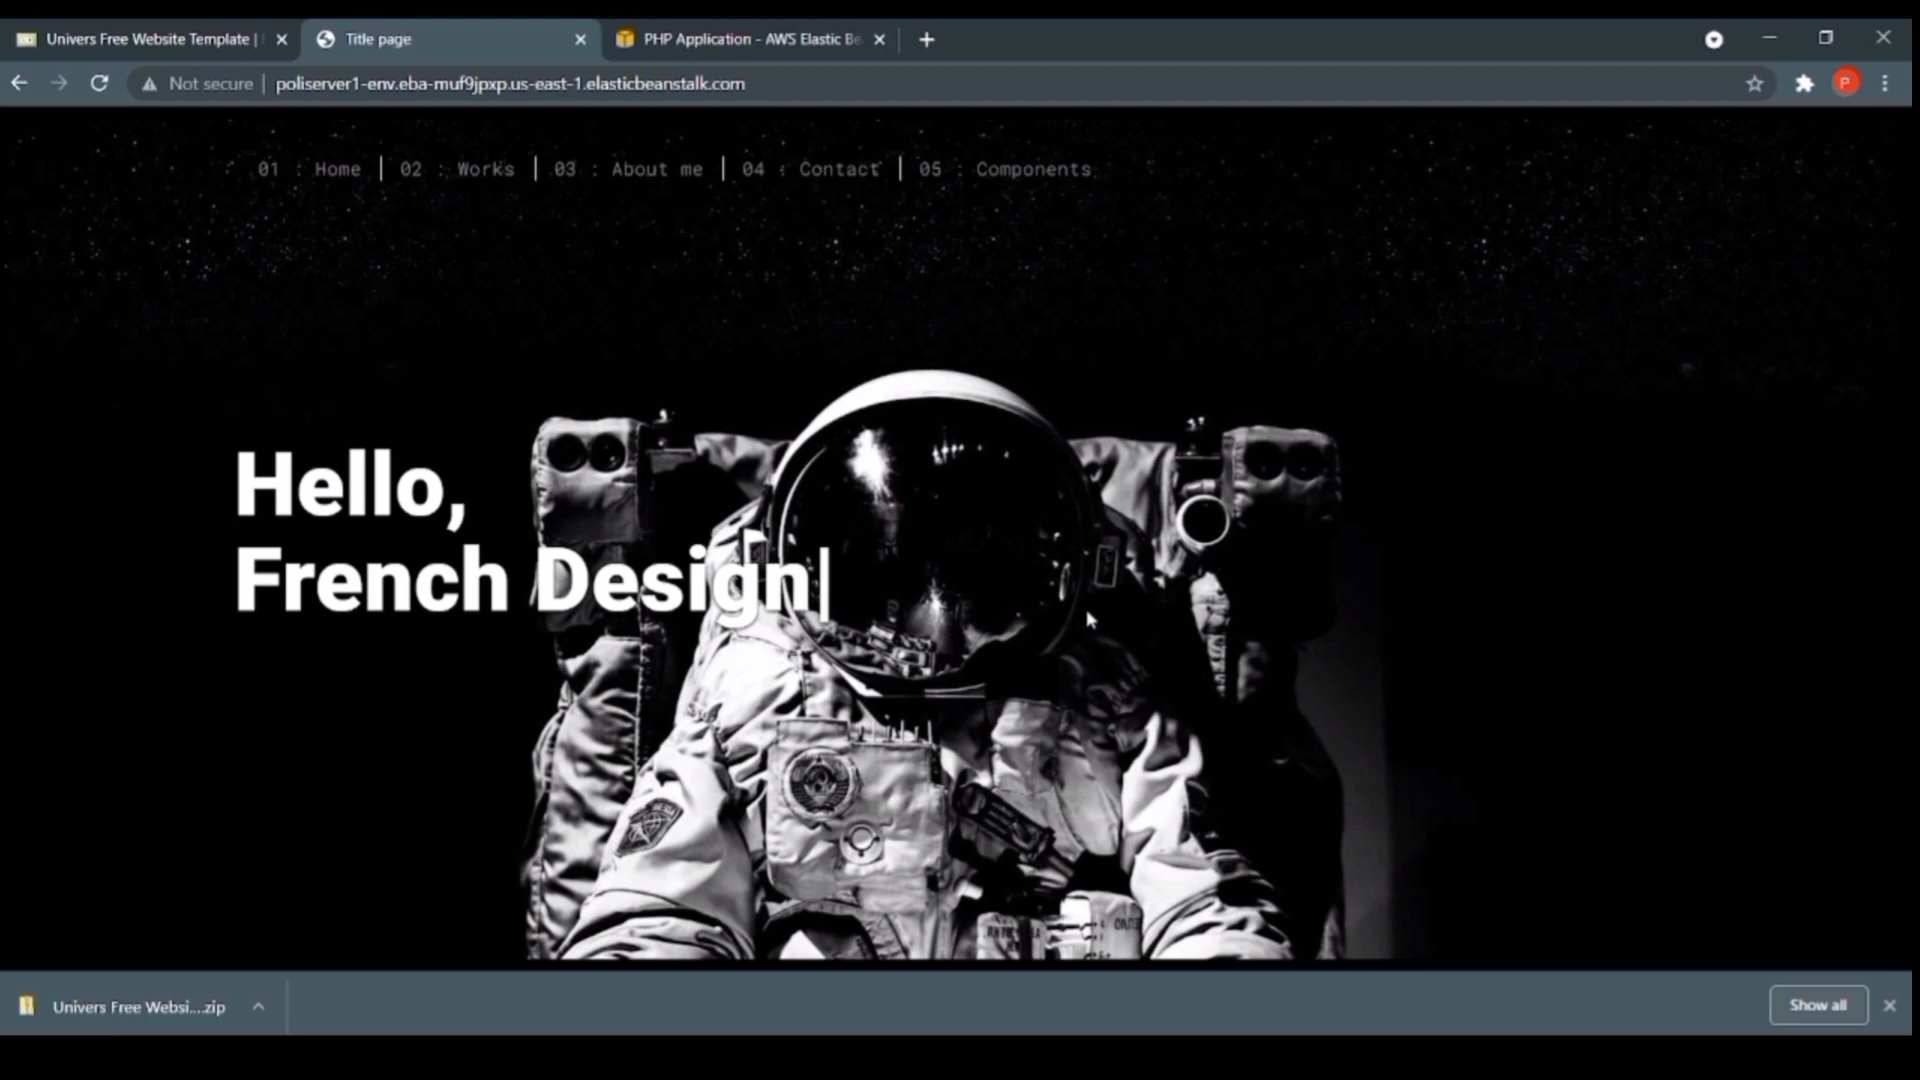 Univers Free Website Template |
Title page
PHP Application - AWS Elastic Be
Not secure | poliserver1-env.eba-muf9jpxp.us-east-1.elasticbeanstalk.com
P
01 : Home | 02 : Works | 03 : About me | 04 : Contact | 05 : Components
Hello,
French Design|
Univers Free Websi....zip
Show all